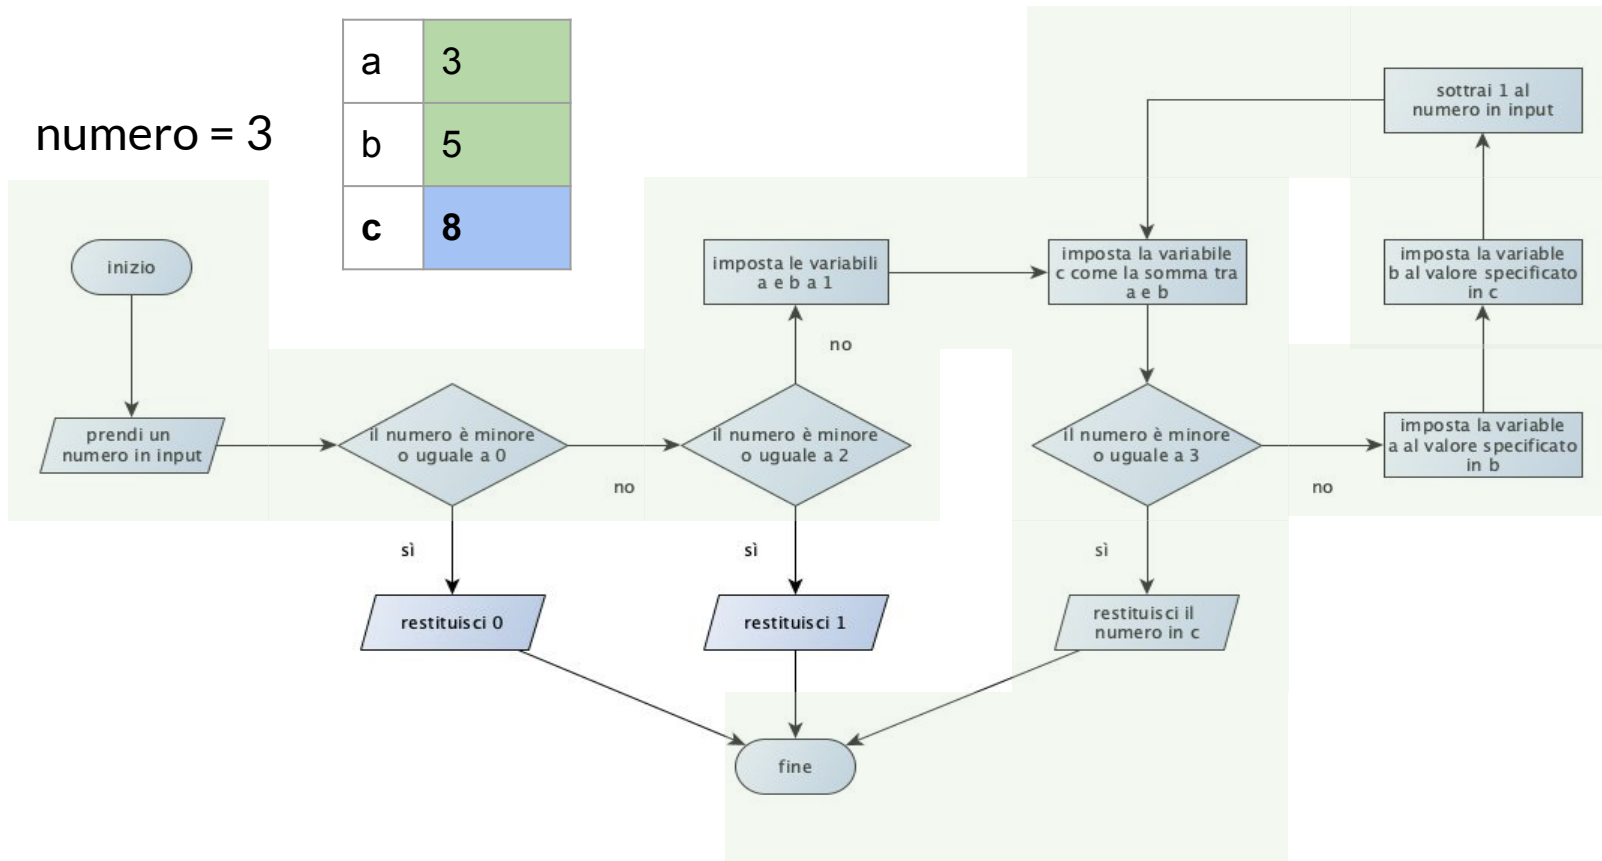 numero = 3
a 3
b 5
c 8
inizio
prendi un
numero in input
il numero è minore
o uguale a 0
no
sì
restituisci 0
il numero è minore
o uguale a 2
no
sì
restituisci 1
imposta le variabili
a e b a 1
imposta la variabile
c come la somma tra
a e b
il numero è minore
o uguale a 3
no
sì
restituisci il
numero in c
imposta la variable
a al valore specificato
in b
imposta la variable
b al valore specificato
in c
sottrai 1 al
numero in input
fine